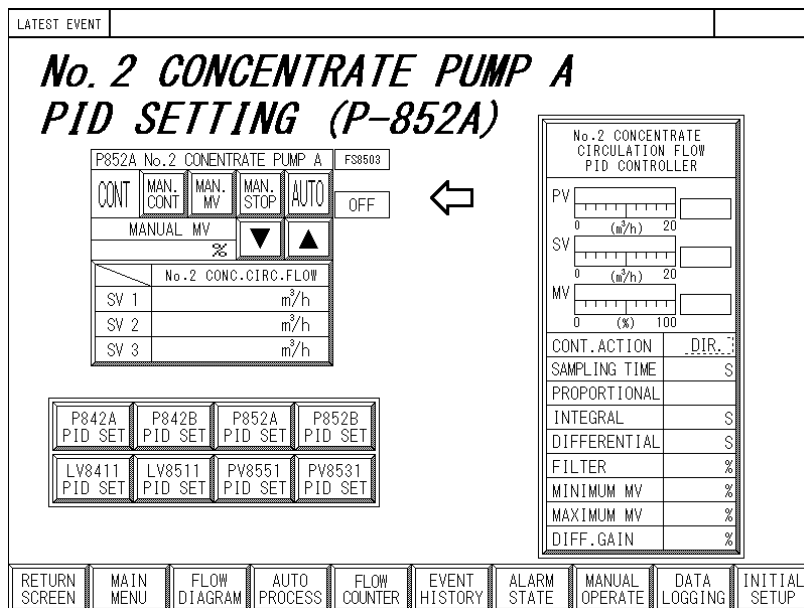 LATEST EVENT
No. 2 CONCENTRATE PUMP A
PID SETTING (P-852A)
P852A No.2 CONENTRATE PUMP A
FS8503
CONT
MAN. CONT
MAN. MV
MAN. STOP
AUTO
OFF
MANUAL MV
%
No.2 CONC.CIRC.FLOW
SV 1 m³/h
SV 2 m³/h
SV 3 m³/h
P842A PID SET
P842B PID SET
P852A PID SET
P852B PID SET
LV8411 PID SET
LV8511 PID SET
PV8551 PID SET
PV8531 PID SET
No.2 CONCENTRATE
CIRCULATION FLOW
PID CONTROLLER
PV
0 (m³/h) 20
SV
0 (m³/h) 20
MV
0 (%) 100
CONT.ACTION DIR.
SAMPLING TIME S
PROPORTIONAL
INTEGRAL S
DIFFERENTIAL S
FILTER %
MINIMUM MV %
MAXIMUM MV %
DIFF.GAIN %
RETURN SCREEN
MAIN MENU
FLOW DIAGRAM
AUTO PROCESS
FLOW COUNTER
EVENT HISTORY
ALARM STATE
MANUAL OPERATE
DATA LOGGING
INITIAL SETUP